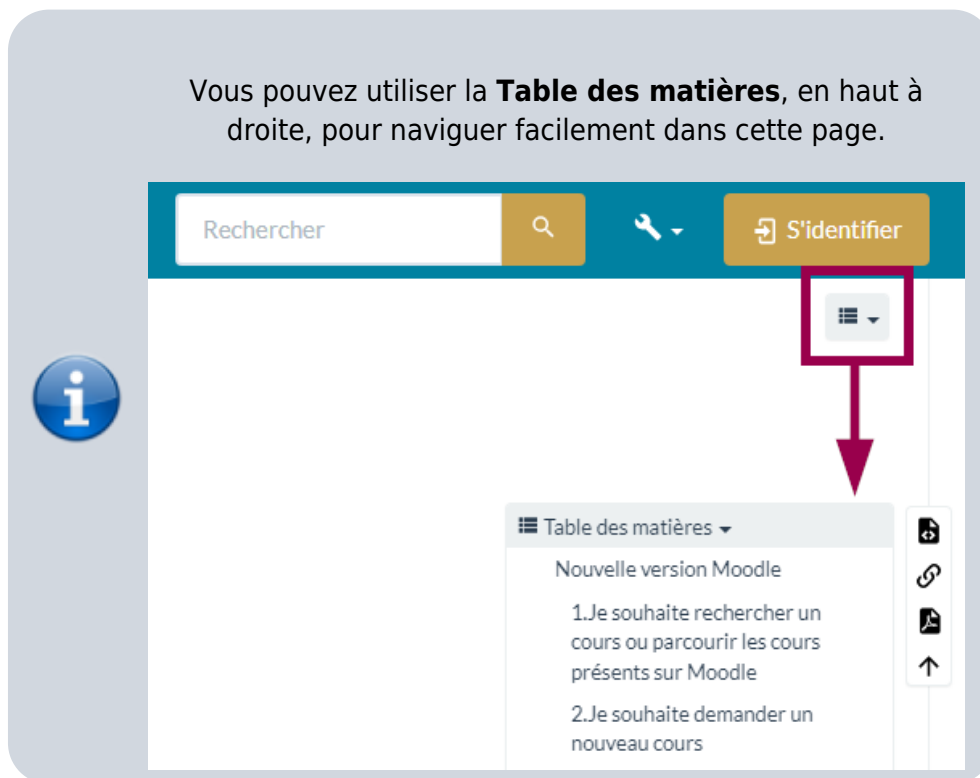 Vous pouvez utiliser la Table des matières, en haut à
droite, pour naviguer facilement dans cette page.
Rechercher
S'identifier
Table des matières
Nouvelle version Moodle
1.Je souhaite rechercher un
cours ou parcourir les cours
présents sur Moodle
2.Je souhaite demander un
nouveau cours